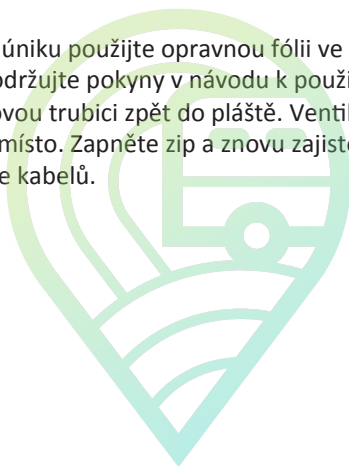 úniku použijte opravnou fólii ve
održujte pokyny v návodu k použi
ovou trubici zpět do pláště. Ventil
místo. Zapněte zip a znovu zajist
e kabelů.